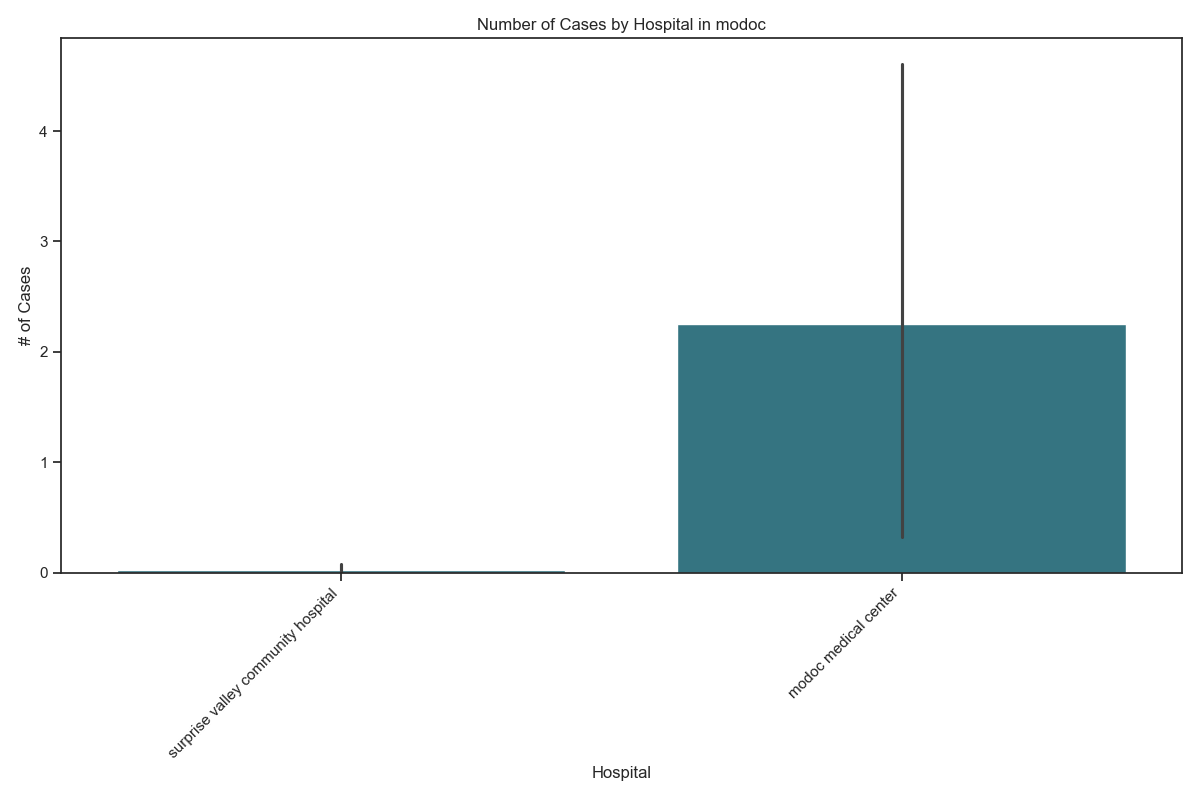 Number of Cases by Hospital in modoc
# of Cases
4
3
2
1
0
surprise valley community hospital
modoc medical center
Hospital